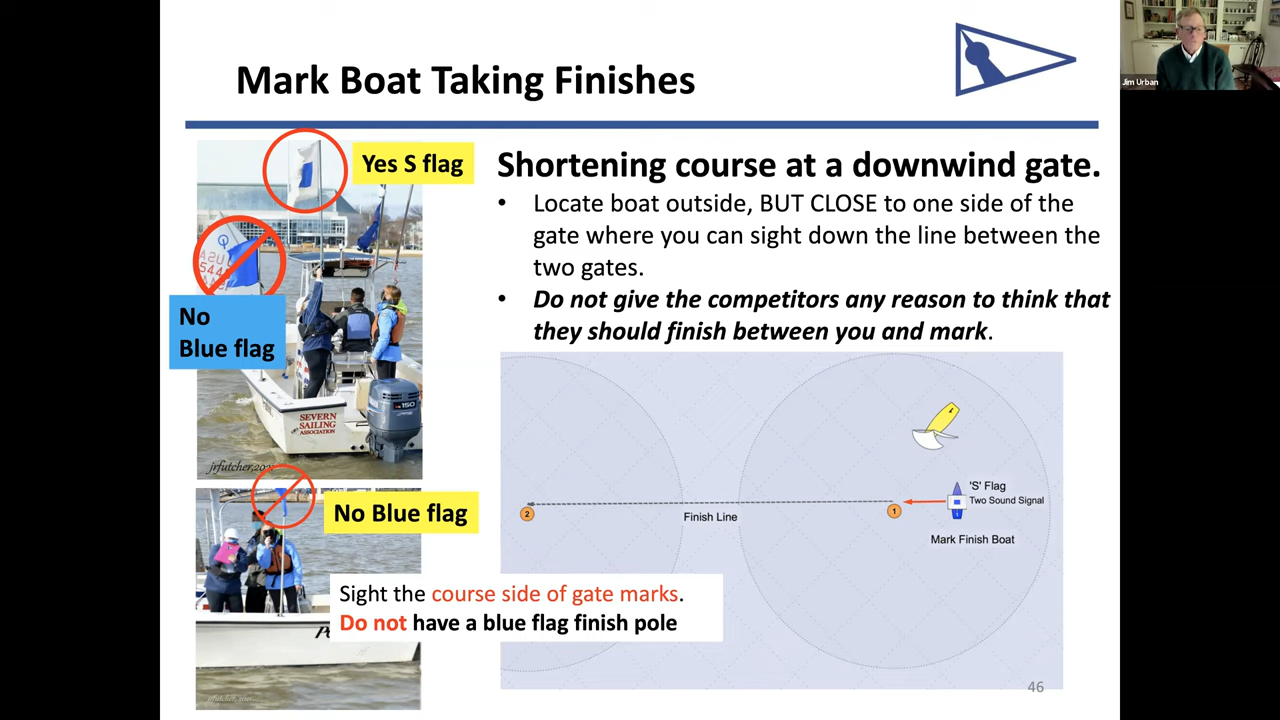 Mark Boat Taking Finishes
Jim Urban
Yes S flag
No
Blue flag
SEVERN
SAILING
ASSOCIATION
150
No Blue flag
Shortening course at a downwind gate.
• Locate boat outside, BUT CLOSE to one side of the
gate where you can sight down the line between the
two gates.
• Do not give the competitors any reason to think that
they should finish between you and mark.
'S' Flag
Two Sound Signal
Mark Finish Boat
1
2
Finish Line
Sight the course side of gate marks.
Do not have a blue flag finish pole
46